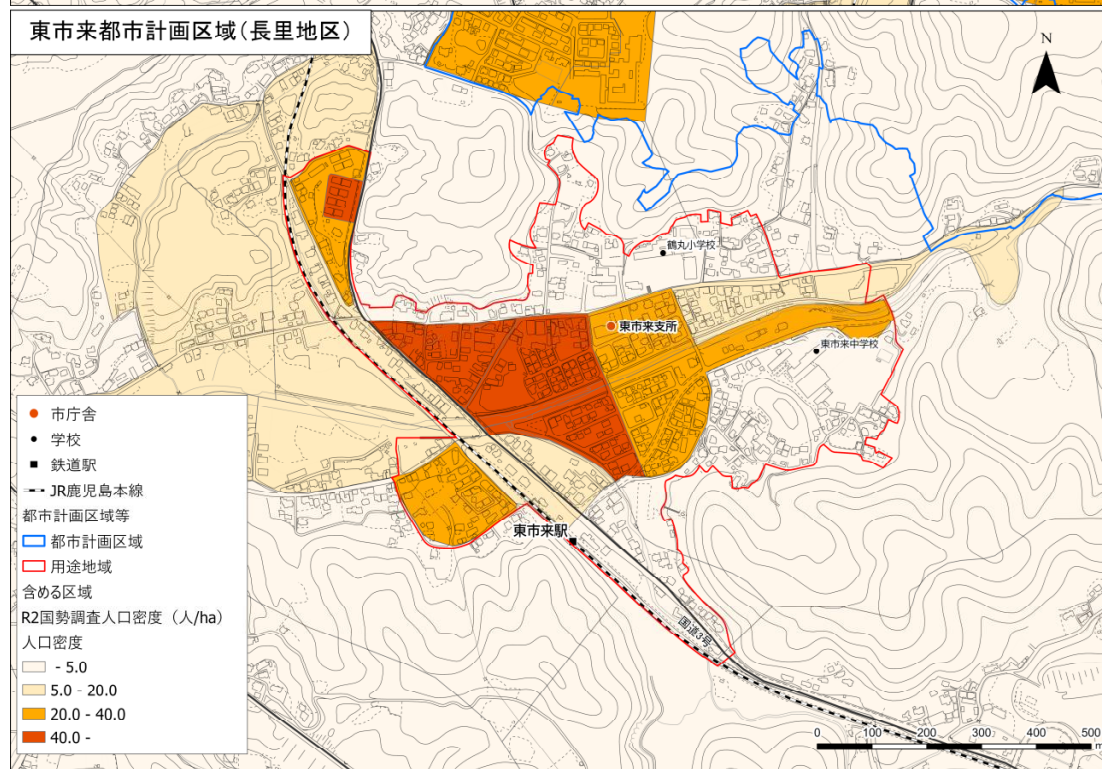 東市来都市計画区域(長里地区)
N
鶴丸小学校
東市来支所
東市来中学校
東市来駅
国道3号
市庁舎
学校
鉄道駅
JR鹿児島本線
都市計画区域等
都市計画区域
用途地域
含める区域
R2国勢調査人口密度(人/ha)
人口密度
- 5.0
5.0 - 20.0
20.0 - 40.0
40.0 -
0 100 200 300 400 500
m